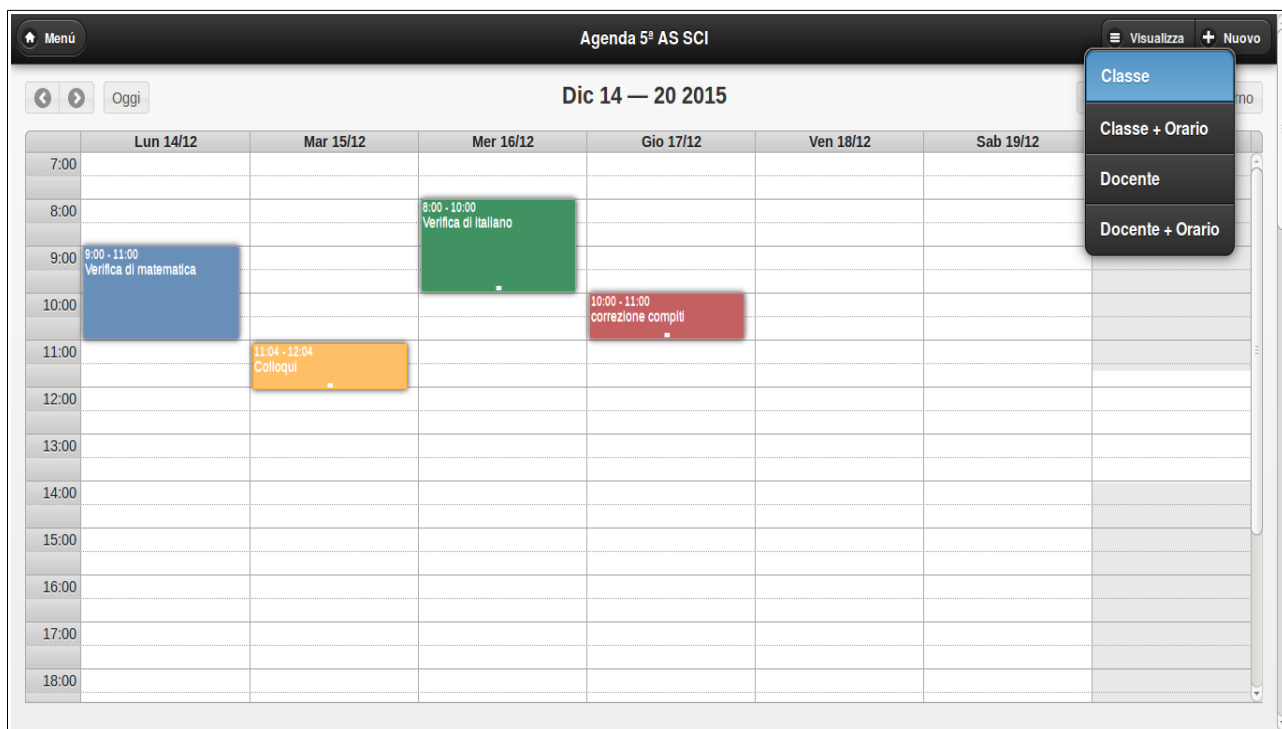 Menú
Agenda 5ª AS SCI
Visualizza
Nuovo
Oggi
Dic 14 — 20 2015
rno
Classe
Classe + Orario
Docente
Docente + Orario
Lun 14/12
Mar 15/12
Mer 16/12
Gio 17/12
Ven 18/12
Sab 19/12
7:00
8:00
8:00 - 10:00
Verifica di italiano
9:00
9:00 - 11:00
Verifica di matematica
10:00
10:00 - 11:00
correzione compiti
11:00
11:04 - 12:04
Colloqui
12:00
13:00
14:00
15:00
16:00
17:00
18:00